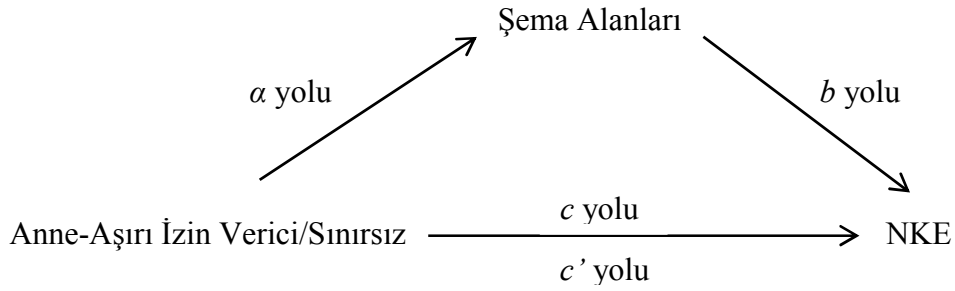 Şema Alanları
α yolu
b yolu
c yolu
Anne-Aşırı İzin Verici/Sınırsız
NKE
c’ yolu